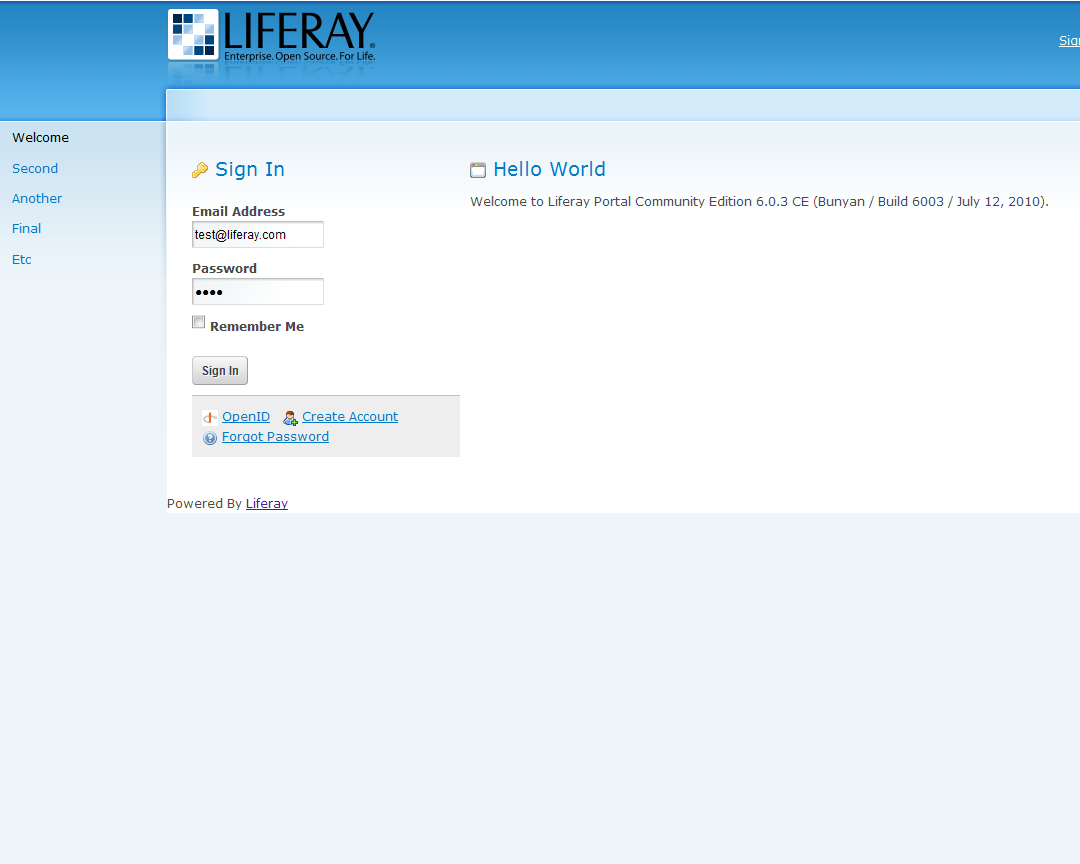 LIFERAY®
Enterprise. Open Source. For Life.
Welcome
Second
Another
Final
Etc
Sign In
Email Address
test@liferay.com
Password
••••
Remember Me
Sign In
OpenID Create Account
Forgot Password
Hello World
Welcome to Liferay Portal Community Edition 6.0.3 CE (Bunyan / Build 6003 / July 12, 2010).
Powered By Liferay